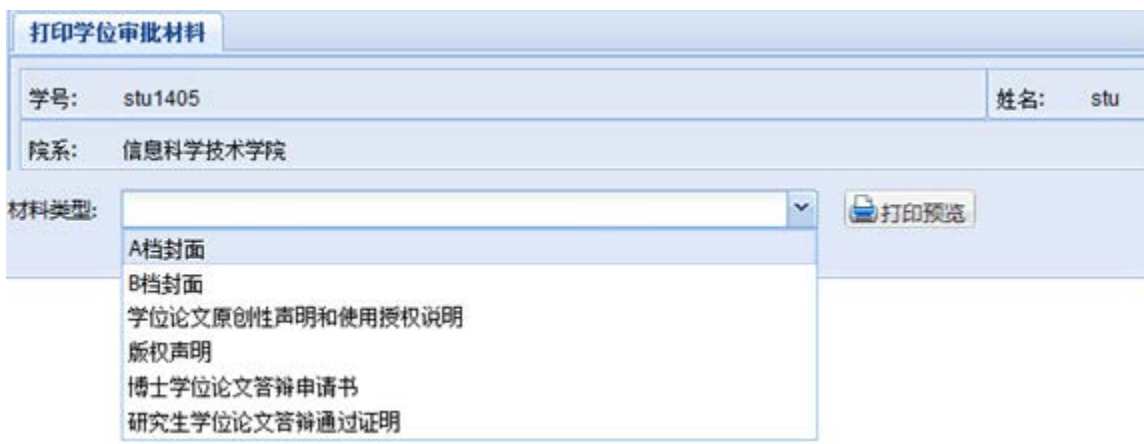 打印学位审批材料
学号: stu1405 姓名: stu
院系: 信息科学技术学院
材料类型: 打印预览
A档封面
B档封面
学位论文原创性声明和使用授权说明
版权声明
博士学位论文答辩申请书
研究生学位论文答辩通过证明